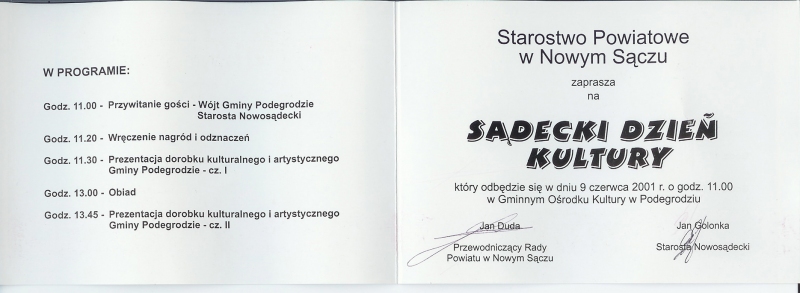 W PROGRAMIE:
Godz. 11.00 - Przywitanie gości - Wójt Gminy Podegrodzie
Starosta Nowosądecki
Godz. 11.20 - Wręczenie nagród i odznaczeń
Godz. 11.30 - Prezentacja dorobku kulturalnego i artystycznego
Gminy Podegrodzie - cz. I
Godz. 13.00 - Obiad
Godz. 13.45 - Prezentacja dorobku kulturalnego i artystycznego
Gminy Podegrodzie - cz. II
Starostwo Powiatowe
w Nowym Sączu
zaprasza
na
SĄDECKI DZIEŃ
KULTURY
który odbędzie się w dniu 9 czerwca 2001 r. o godz. 11.00
w Gminnym Ośrodku Kultury w Podegrodziu
Jan Duda
Przewodniczący Rady
Powiatu w Nowym Sączu
Jan Golonka
Starosta Nowosądecki